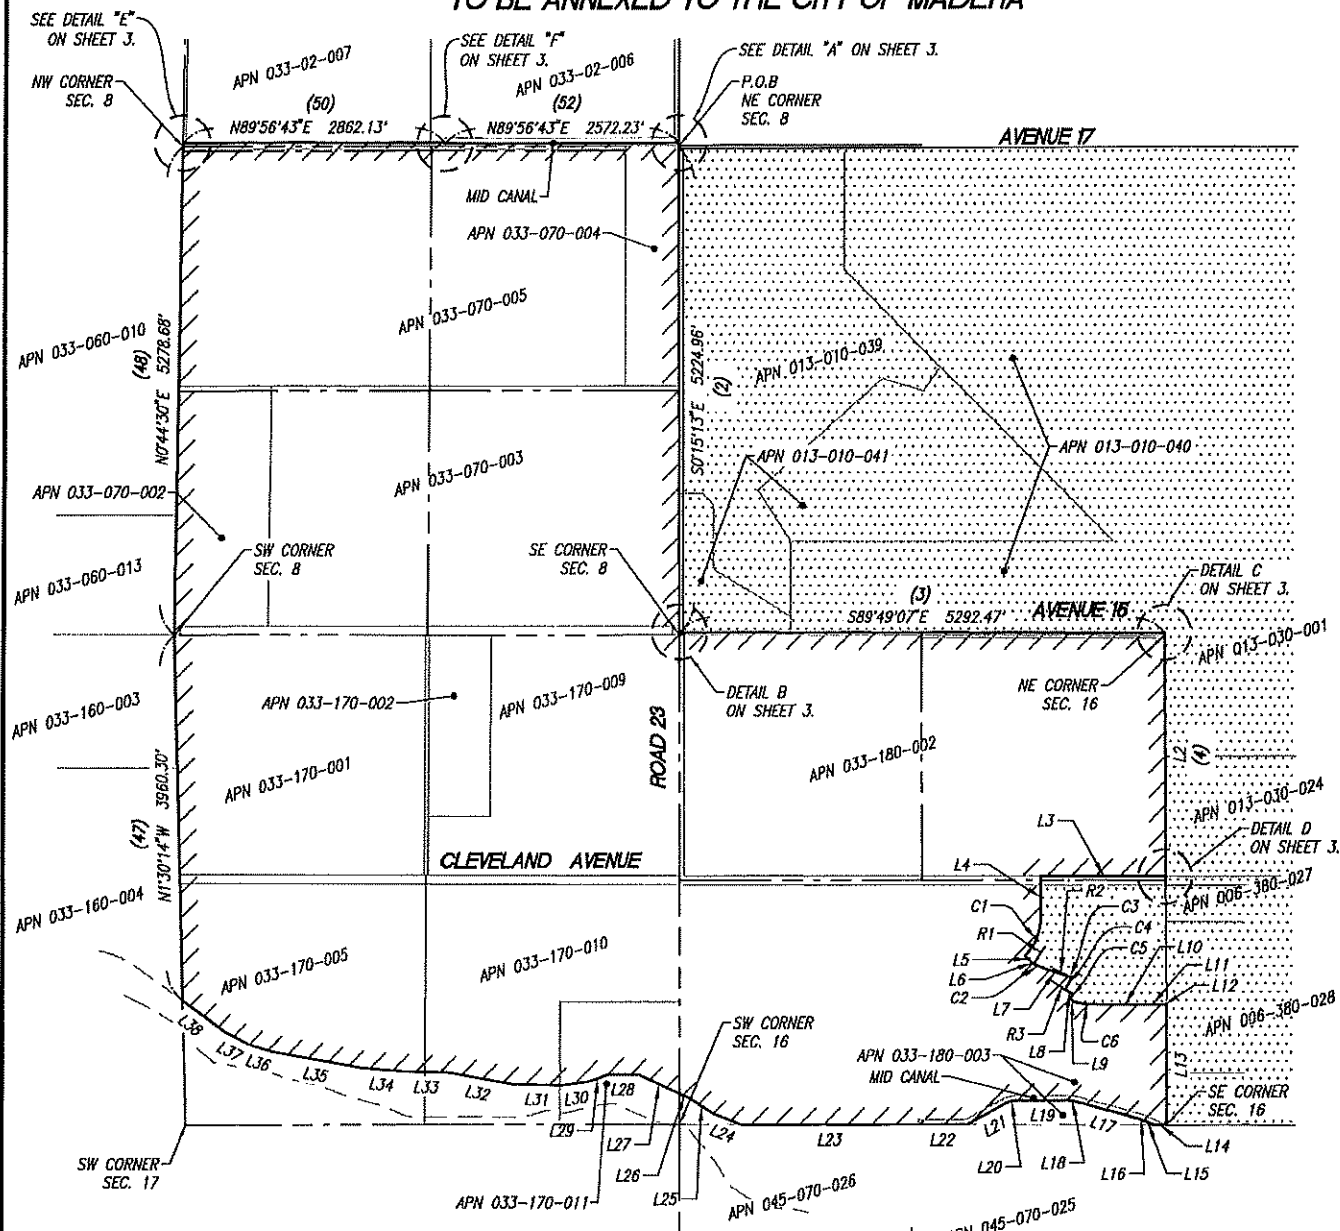 TO BE ANNEXED TO THE CITY OF MADERA
SEE DETAIL "E"
ON SHEET 3.
NW CORNER
SEC. 8
APN 033-02-007
(50)
N89°56'43"E 2862.13'
SEE DETAIL "F"
ON SHEET 3.
APN 033-02-006
(52)
N89°56'43"E 2572.23'
SEE DETAIL "A" ON SHEET 3.
P.O.B
NE CORNER
SEC. 8
AVENUE 17
MID CANAL
APN 033-070-004
APN 033-070-005
APN 033-060-010
(48)
N0°44'30"E 5278.68'
S0°15'13"E 5224.96'
(2)
APN 013-010-039
APN 033-070-003
APN 013-010-041
APN 013-010-040
APN 033-070-002
SW CORNER
SEC. 8
SE CORNER
SEC. 8
APN 033-060-013
(3)
S89°49'07"E 5292.47'
AVENUE 16
DETAIL C
ON SHEET 3.
APN 013-030-001
APN 033-160-003
APN 033-170-002
APN 033-170-009
DETAIL B
ON SHEET 3.
NE CORNER
SEC. 16
ROAD 23
APN 033-180-002
L2
(4)
APN 033-170-001
(47)
N1°30'14"W 3960.30'
APN 013-030-024
L3
DETAIL D
ON SHEET 3.
CLEVELAND AVENUE
L4
R2
APN 006-380-027
APN 033-160-004
C1
C3
C4
R1
C5
L10
L5
L11
L6
L12
C2
APN 033-170-005
APN 033-170-010
L7
R3
L8
L9
C6
APN 006-380-028
SW CORNER
SEC. 16
APN 033-180-003
MID CANAL
L13
L38
L37
L36
L35
L34
L33
L32
L31
L30
L28
L29
L27
L26
L25
L24
L23
L22
L21
L20
L19
L18
L17
L16
L15
L14
SE CORNER
SEC. 16
SW CORNER
SEC. 17
APN 033-170-011
APN 045-070-026
045-070-025